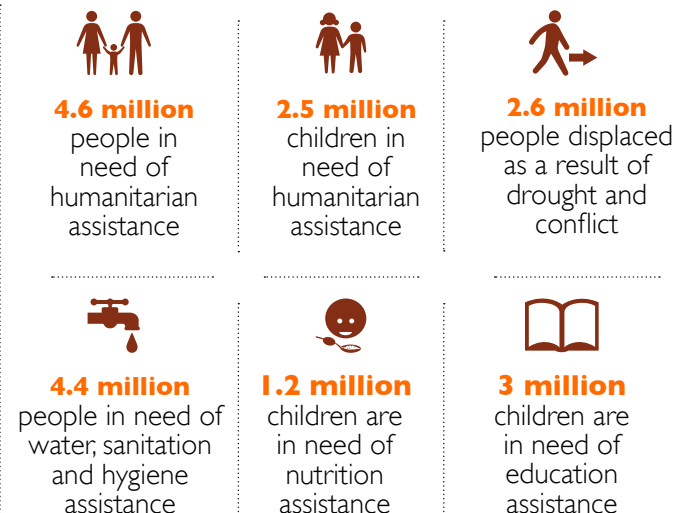 4.6 million
people in
need of
humanitarian
assistance
2.5 million
children in
need of
humanitarian
assistance
2.6 million
people displaced
as a result of
drought and
conflict
4.4 million
people in need of
water, sanitation
and hygiene
assistance
1.2 million
children are
in need of
nutrition
assistance
3 million
children are
in need of
education
assistance